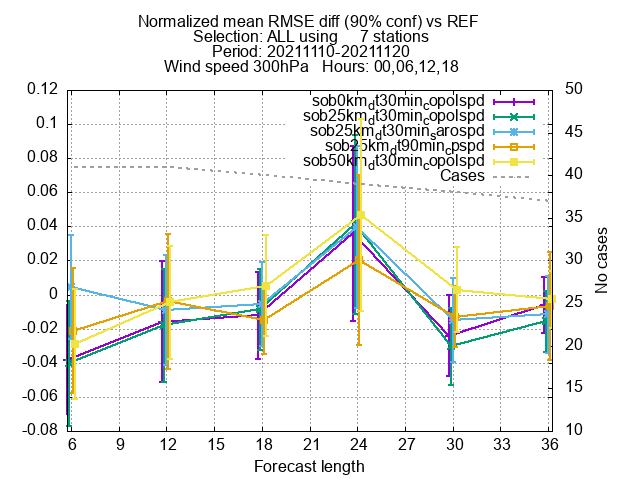 Normalized mean RMSE diff (90% conf) vs REF
Selection: ALL using 7 stations
Period: 20211110-20211120
Wind speed 300hPa Hours: 00,06,12,18
0.12
0.1
0.08
0.06
0.04
0.02
0
-0.02
-0.04
-0.06
-0.08
50
45
40
35
30
25
20
15
10
No cases
sob0km_dt30min_copolspd
sob25km_dt30min_copolspd
sob25km_dt30min_sarospd
sob25km_dt90min_cpspd
sob50km_dt30min_copolspd
Cases
6 9 12 15 18 21 24 27 30 33 36
Forecast length